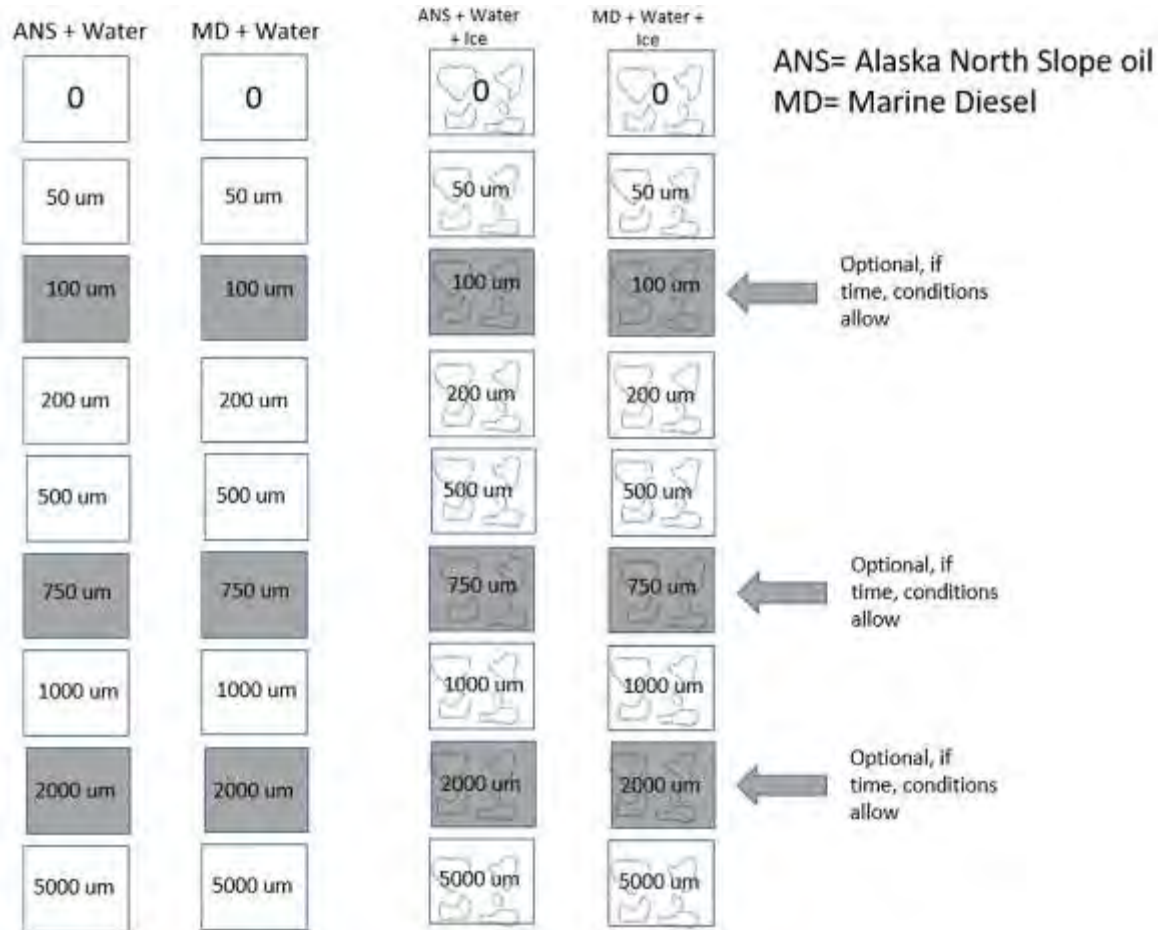 ANS + Water
MD + Water
ANS + Water
+ Ice
MD + Water +
Ice
ANS= Alaska North Slope oil
MD= Marine Diesel
0
0
0
0
50 um
50 um
50 um
50 um
100 um
100 um
100 um
100 um
Optional, if
time, conditions
allow
200 um
200 um
200 um
200 um
500 um
500 um
500 um
500 um
750 um
750 um
750 um
750 um
Optional, if
time, conditions
allow
1000 um
1000 um
1000 um
1000 um
2000 um
2000 um
2000 um
2000 um
Optional, if
time, conditions
allow
5000 um
5000 um
5000 um
5000 um